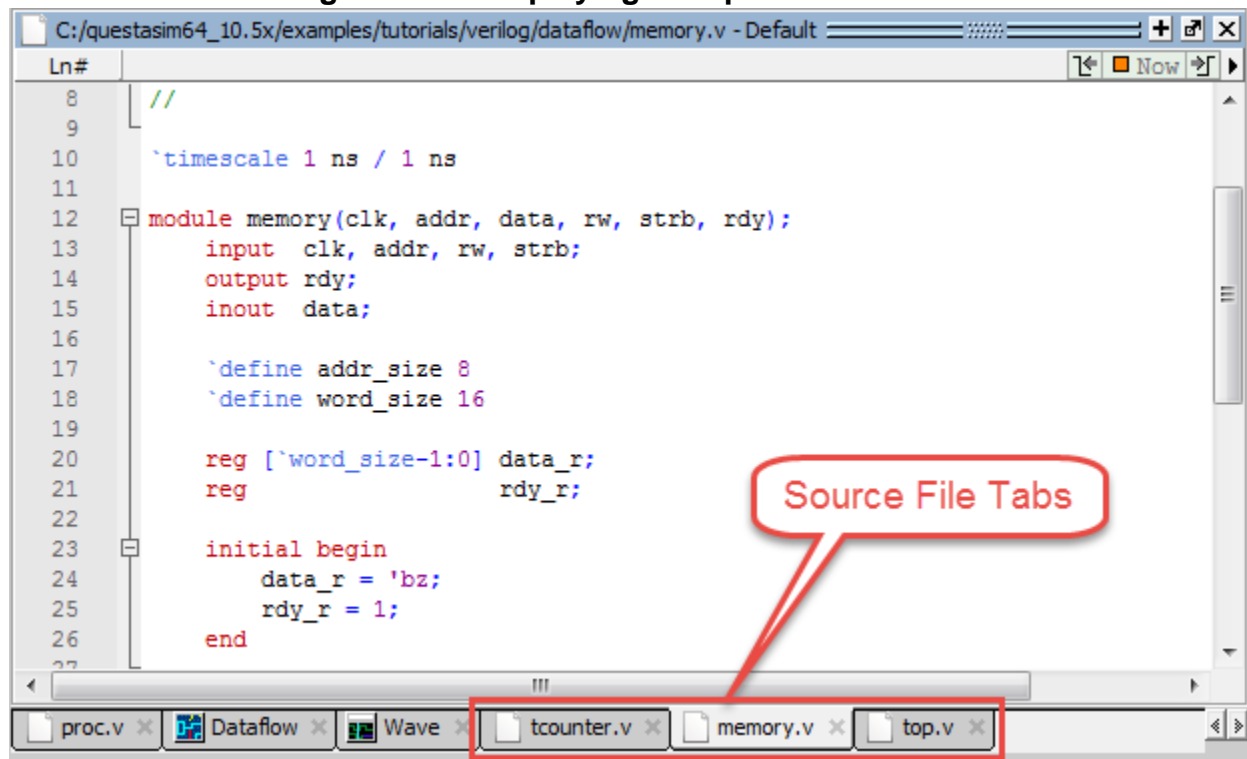 C:/questasim64_10.5x/examples/tutorials/verilog/dataflow/memory.v - Default
Ln#
Now
8 //
9
10 `timescale 1 ns / 1 ns
11
12 module memory(clk, addr, data, rw, strb, rdy);
13 input clk, addr, rw, strb;
14 output rdy;
15 inout data;
16
17 `define addr_size 8
18 `define word_size 16
19
20 reg [`word_size-1:0] data_r;
21 reg rdy_r;
22
23 initial begin
24 data_r = 'bz;
25 rdy_r = 1;
26 end
27
Source File Tabs
proc.v Dataflow Wave tcounter.v memory.v top.v